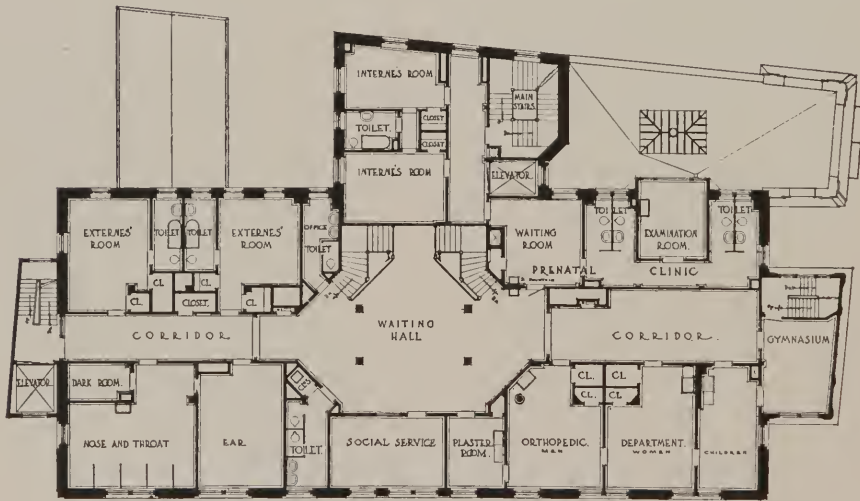 INTERNES ROOM
TOILET.
CLOSET
CLOSET
INTERNE'S ROOM
MAIN
STAIRS.
ELEVATOR.
EXTERNES'
ROOM
TOILET
TOILET
EXTERNES'
ROOM
OFFICE
TOILET
CL.
CL
CL
CLOSET.
CL.
WAITING
ROOM
TOILET
EXAMINATION
ROOM.
TOILET
PRENATAL CLINIC
CORRIDOR
WAITING
HALL
CORRIDOR.
GYMNASIUM
ELEVATOR
DARK ROOM.
NOSE AND THROAT
EAR
TOILET.
SOCIAL SERVICE
PLASTER
ROOM.
ORTHOPEDIC.
MEN
CL.
CL.
CL.
CL
DEPARTMENT.
WOMEN
CHILDREN